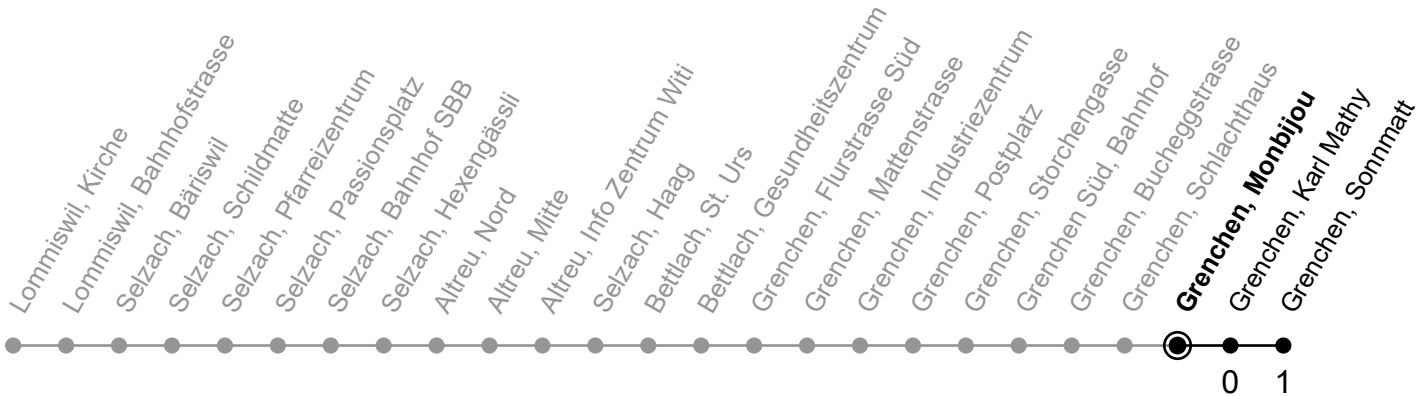 Lommiswil, Kirche
Lommiswil, Bahnhofstrasse
Selzach, Bäriswil
Selzach, Schildmatte
Selzach, Pfarreizentrum
Selzach, Passionsplatz
Selzach, Bahnhof SBB
Selzach, Hexengässli
Altreu, Nord
Altreu, Mitte
Altreu, Info Zentrum Witi
Selzach, Haag
Bettlach, St. Urs
Bettlach, Gesundheitszentrum
Grenchen, Flurstrasse Süd
Grenchen, Mattenstrasse
Grenchen, Industriezentrum
Grenchen, Postplatz
Grenchen, Storchengasse
Grenchen Süd, Bahnhof
Grenchen, Bucheggstrasse
Grenchen, Schlachthaus
Grenchen, Monbijou
Grenchen, Karl Mathy
Grenchen, Sonnmatt
0 1